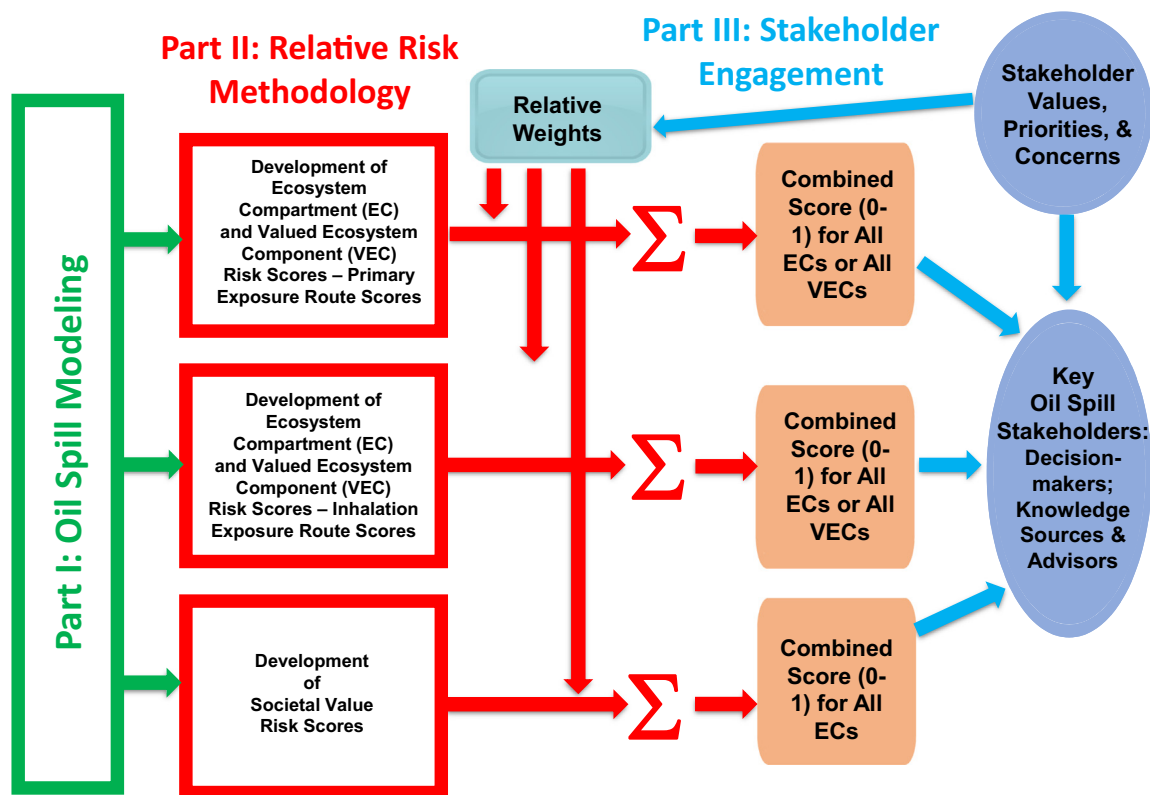 Part II: Relative Risk
Methodology
Part III: Stakeholder
Engagement
Part I: Oil Spill Modeling
Relative
Weights
Stakeholder
Values,
Priorities, &
Concerns
Development of
Ecosystem
Compartment (EC)
and Valued Ecosystem
Component (VEC)
Risk Scores – Primary
Exposure Route Scores
Σ
Combined
Score (0-
1) for All
ECs or All
VECs
Development of
Ecosystem
Compartment (EC)
and Valued Ecosystem
Component (VEC)
Risk Scores – Inhalation
Exposure Route Scores
Σ
Combined
Score (0-
1) for All
ECs or All
VECs
Key
Oil Spill
Stakeholders:
Decision-
makers;
Knowledge
Sources &
Advisors
Development
of
Societal Value
Risk Scores
Σ
Combined
Score (0-
1) for All
ECs